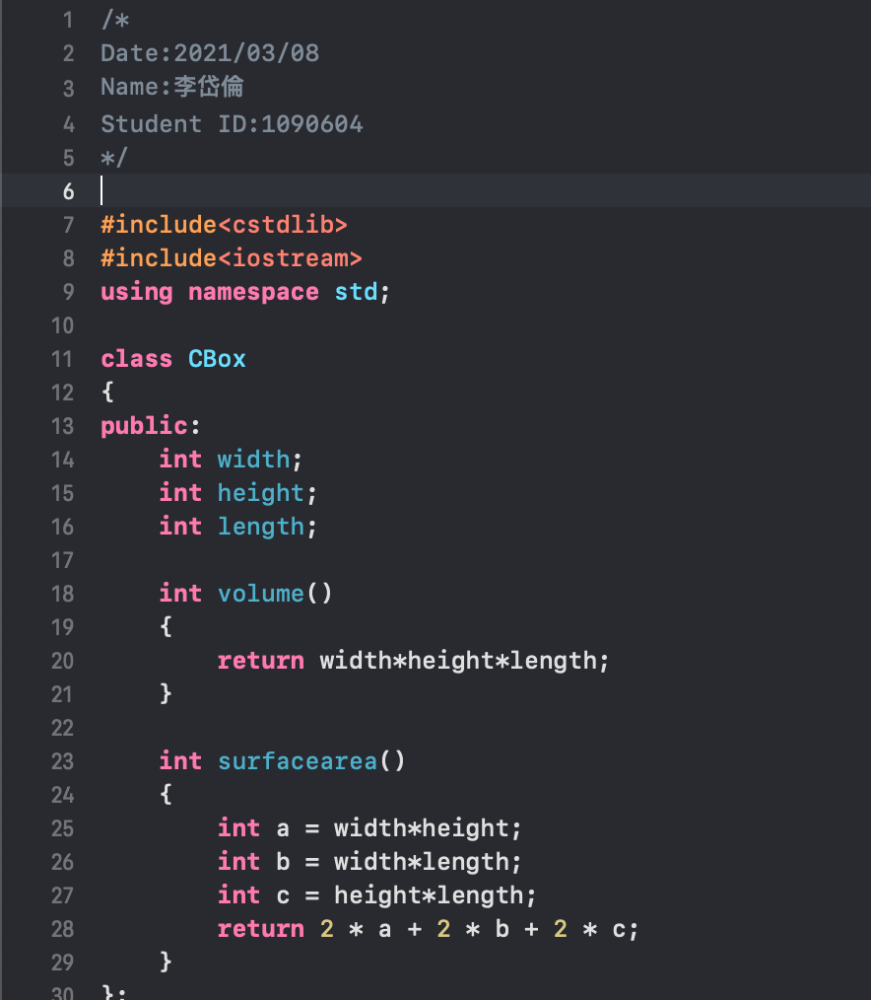 1 /*
2 Date:2021/03/08
3 Name:李岱倫
4 Student ID:1090604
5 */
6
7 #include<cstdlib>
8 #include<iostream>
9 using namespace std;
10
11 class CBox
12 {
13 public:
14     int width;
15     int height;
16     int length;
17
18     int volume()
19     {
20         return width*height*length;
21     }
22
23     int surfacearea()
24     {
25         int a = width*height;
26         int b = width*length;
27         int c = height*length;
28         return 2 * a + 2 * b + 2 * c;
29     }
30 };